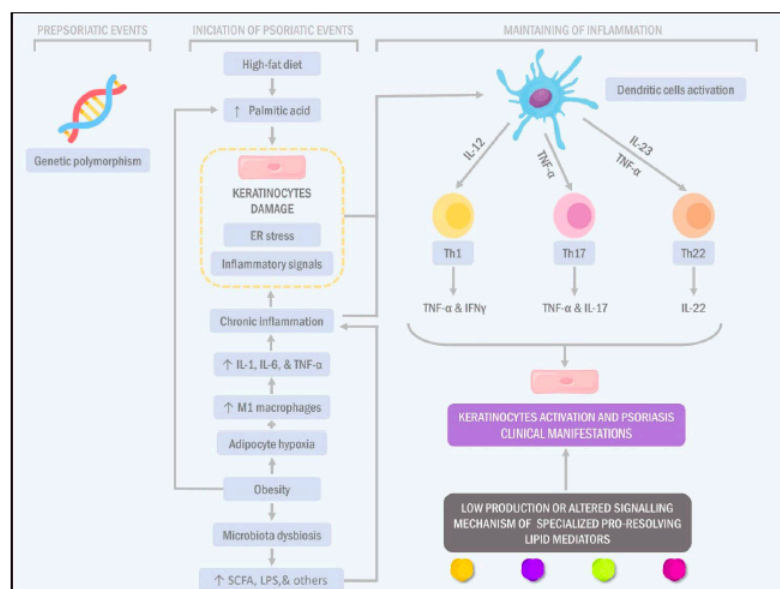 PREPSORIATIC EVENTS
INICIATION OF PSORIATIC EVENTS
MAINTAINING OF INFLAMMATION
Genetic polymorphism
High-fat diet
↑ Palmitic acid
KERATINOCYTES
DAMAGE
ER stress
Inflammatory signals
Chronic inflammation
↑ IL-1, IL-6, & TNF-α
↑ M1 macrophages
Adipocyte hypoxia
Obesity
Microbiota dysbiosis
↑ SCFA, LPS,& others
Dendritic cells activation
IL-12
TNF-α
IL-23
TNF-α
Th1
Th17
Th22
TNF-α & IFNγ
TNF-α & IL-17
IL-22
KERATINOCYTES ACTIVATION AND PSORIASIS
CLINICAL MANIFESTATIONS
LOW PRODUCTION OR ALTERED SIGNALLING
MECHANISM OF SPECIALIZED PRO-RESOLVING
LIPID MEDIATORS